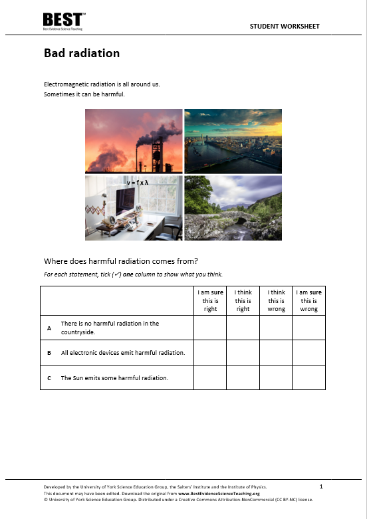 BEST™
Best Evidence Science Teaching
STUDENT WORKSHEET
Bad radiation
Electromagnetic radiation is all around us.
Sometimes it can be harmful.
v = f x λ
Where does harmful radiation comes from?
For each statement, tick (✓) one column to show what you think.
I am sure this is right
I think this is right
I think this is wrong
I am sure this is wrong
A There is no harmful radiation in the
countryside.
B All electronic devices emit harmful radiation.
C The Sun emits some harmful radiation.
Developed by the University of York Science Education Group, the Salters' Institute and the Institute of Physics.
1
This document may have been edited. Download the original from www.BestEvidenceScienceTeaching.org
© University of York Science Education Group. Distributed under a Creative Commons Attribution-NonCommercial (CC BY-NC) license.